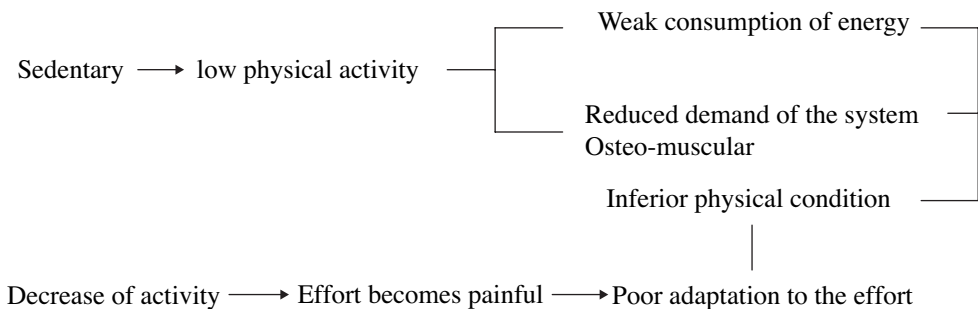 Weak consumption of energy
Sedentary low physical activity
Reduced demand of the system
Osteo-muscular
Inferior physical condition
Decrease of activity Effort becomes painful Poor adaptation to the effort